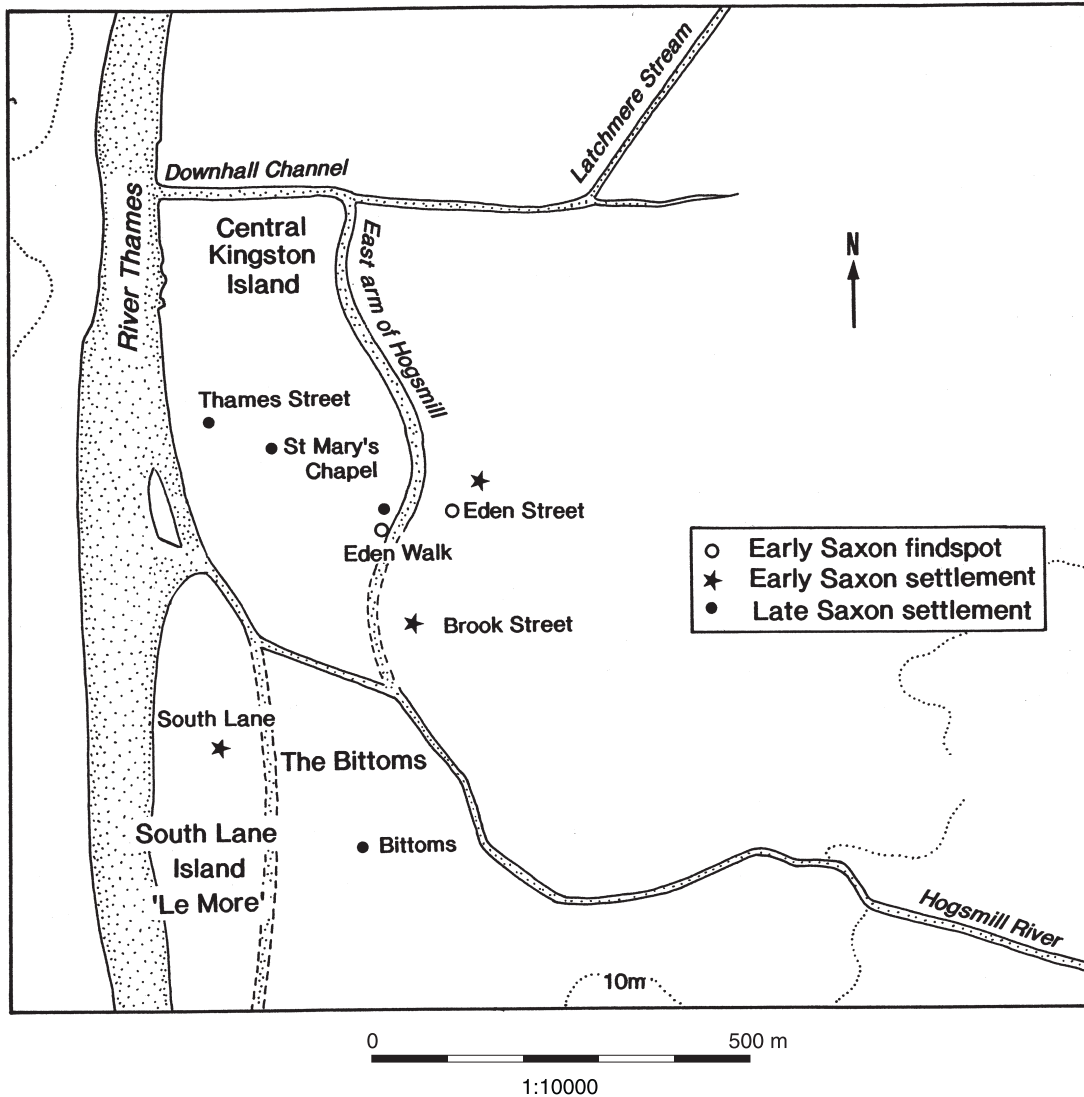 Latchmere Stream
Downhall Channel
River Thames
Central
Kingston
Island
East arm of Hogsmill
N
Thames Street
St Mary's
Chapel
Eden Street
Eden Walk
Early Saxon findspot
Early Saxon settlement
Late Saxon settlement
Brook Street
South Lane
The Bittoms
South Lane
Island
'Le More'
Bittoms
Hogsmill River
10m
0 500 m
1:10000